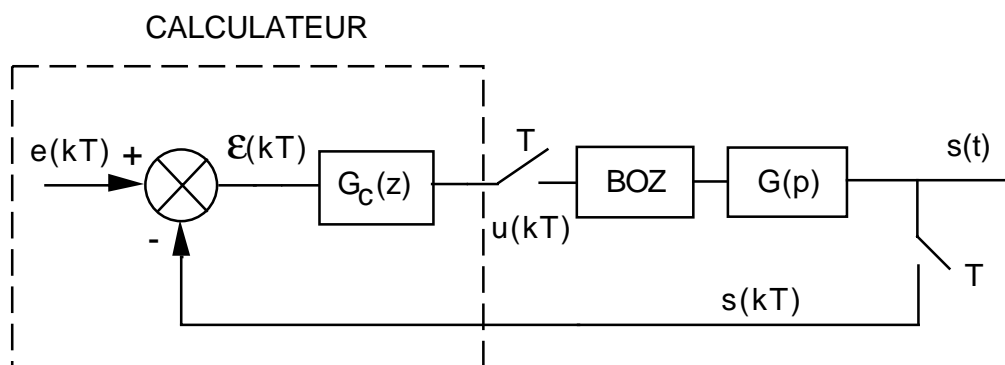 CALCULATEUR
e(kT)
+
ε(kT)
G_c(z)
T
u(kT)
BOZ
G(p)
s(t)
-
T
s(kT)